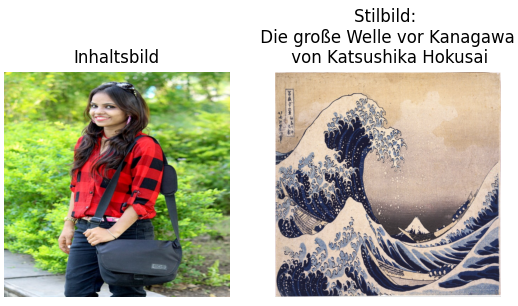 Inhaltsbild
Stilbild:
Die große Welle vor Kanagawa
von Katsushika Hokusai